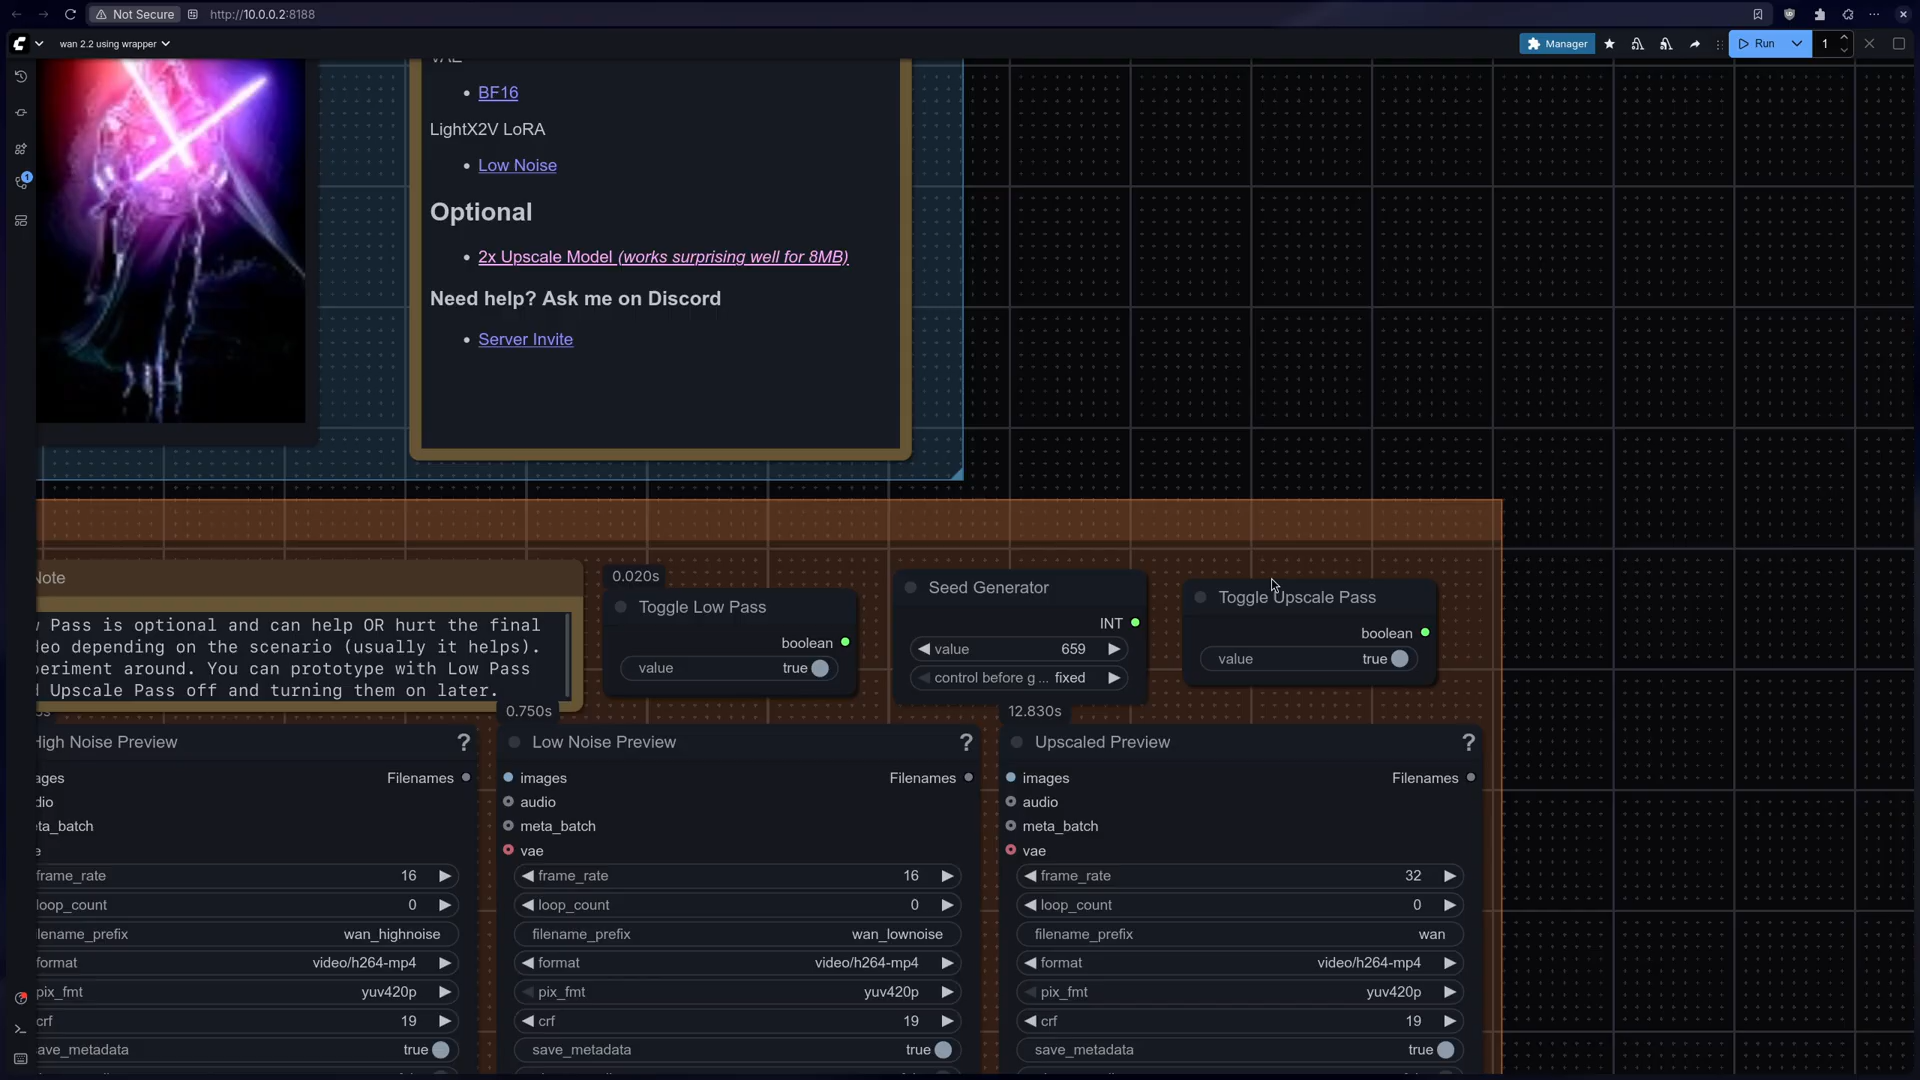 Not Secure
http://10.0.0.2:8188
wan 2.2 using wrapper
Manager
Run
1
1
BF16
LightX2V LoRA
Low Noise
Optional
2x Upscale Model (works surprising well for 8MB)
Need help? Ask me on Discord
Server Invite
Note
Pass is optional and can help OR hurt the final
depending on the scenario (usually it helps).
around. You can prototype with Low Pass
Upscale Pass off and turning them on later.
0.020s
Toggle Low Pass
boolean
value true
Seed Generator
INT
value 659
control before g ... fixed
Toggle Upscale Pass
boolean
value true
High Noise Preview ?
Filenames
frame_rate 16
loop_count 0
filename_prefix wan_highnoise
format video/h264-mp4
pix_fmt yuv420p
crf 19
save_metadata true
0.750s
Low Noise Preview ?
images Filenames
audio
meta_batch
vae
frame_rate 16
loop_count 0
filename_prefix wan_lownoise
format video/h264-mp4
pix_fmt yuv420p
crf 19
save_metadata true
12.830s
Upscaled Preview ?
images Filenames
audio
meta_batch
vae
frame_rate 32
loop_count 0
filename_prefix wan
format video/h264-mp4
pix_fmt yuv420p
crf 19
save_metadata true